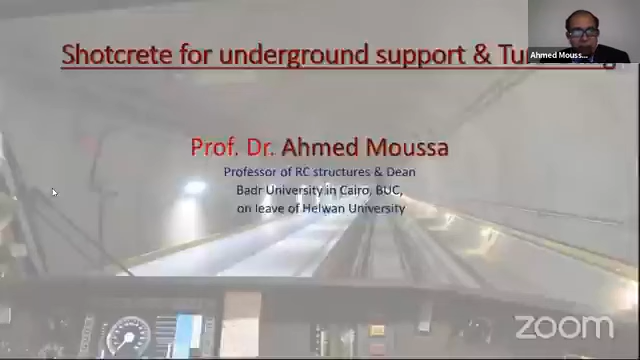 Shotcrete for underground support & Tu
Ahmed Mouss...
Prof. Dr. Ahmed Moussa
Professor of RC structures & Dean
Badr University in Cairo, BUC,
on leave of Helwan University
zoom